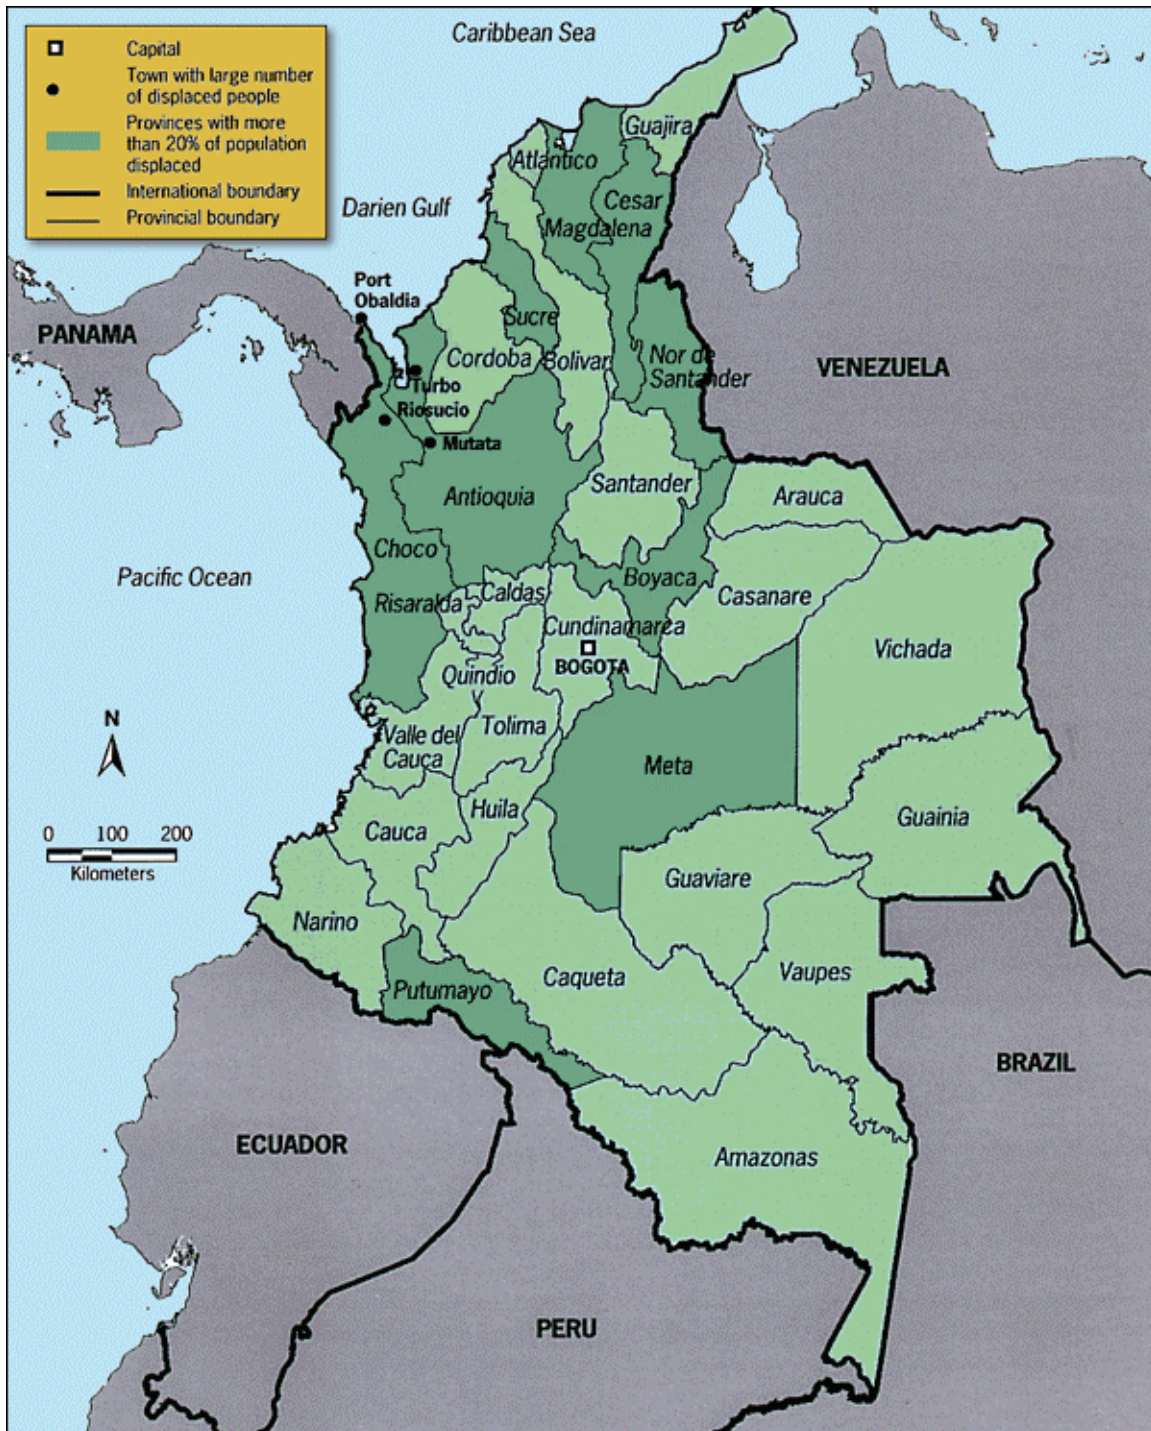 Capital
Town with large number
of displaced people
Provinces with more
than 20% of population
displaced
International boundary
Provincial boundary
Caribbean Sea
Guajira
Atlantico
Cesar
Darien Gulf
Magdalena
Port
Obaldia
PANAMA
Sucre
Cordoba
Bolivar
Nor de
Santander
VENEZUELA
Turbo
Riosucio
Mutata
Santander
Antioquia
Arauca
Choco
Pacific Ocean
Boyaca
Caldas
Casanare
Risaralda
Cundinamarca
Vichada
BOGOTA
Quindio
N
Tolima
Valle del
Cauca
Meta
Huila
Guainia
Cauca
0 100 200
Kilometers
Guaviare
Narino
Vaupes
Caqueta
Putumayo
BRAZIL
ECUADOR
Amazonas
PERU